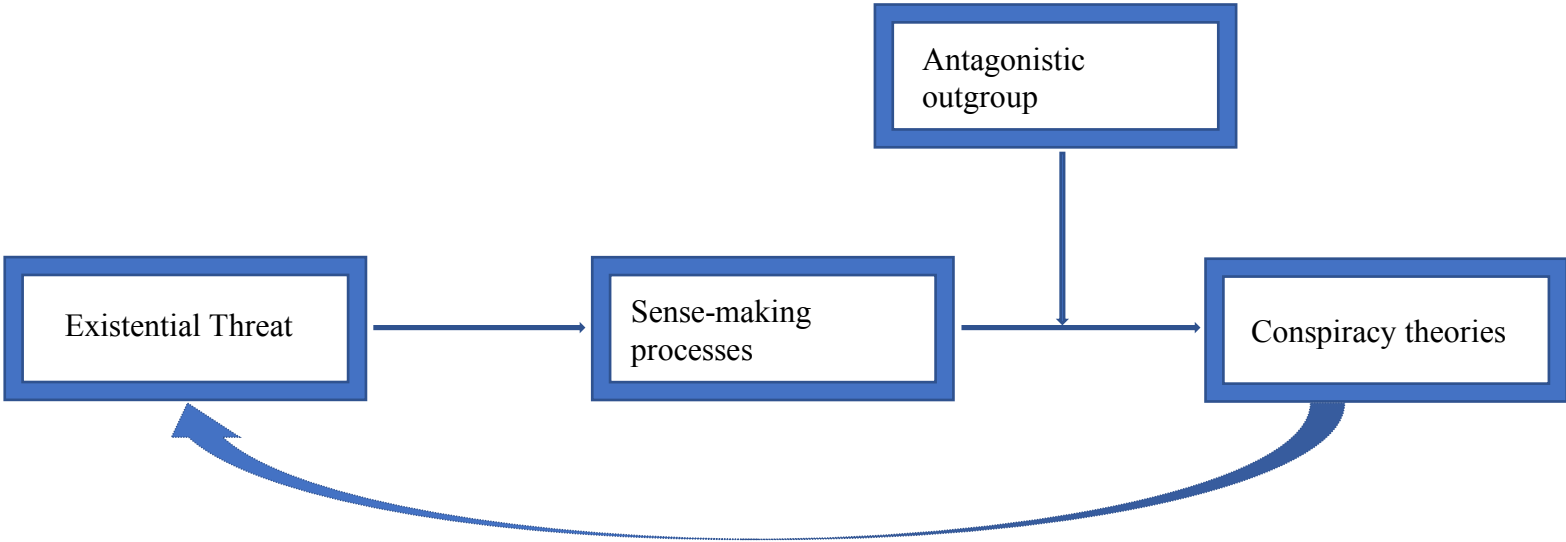 Antagonistic
outgroup
Existential Threat
Sense-making
processes
Conspiracy theories